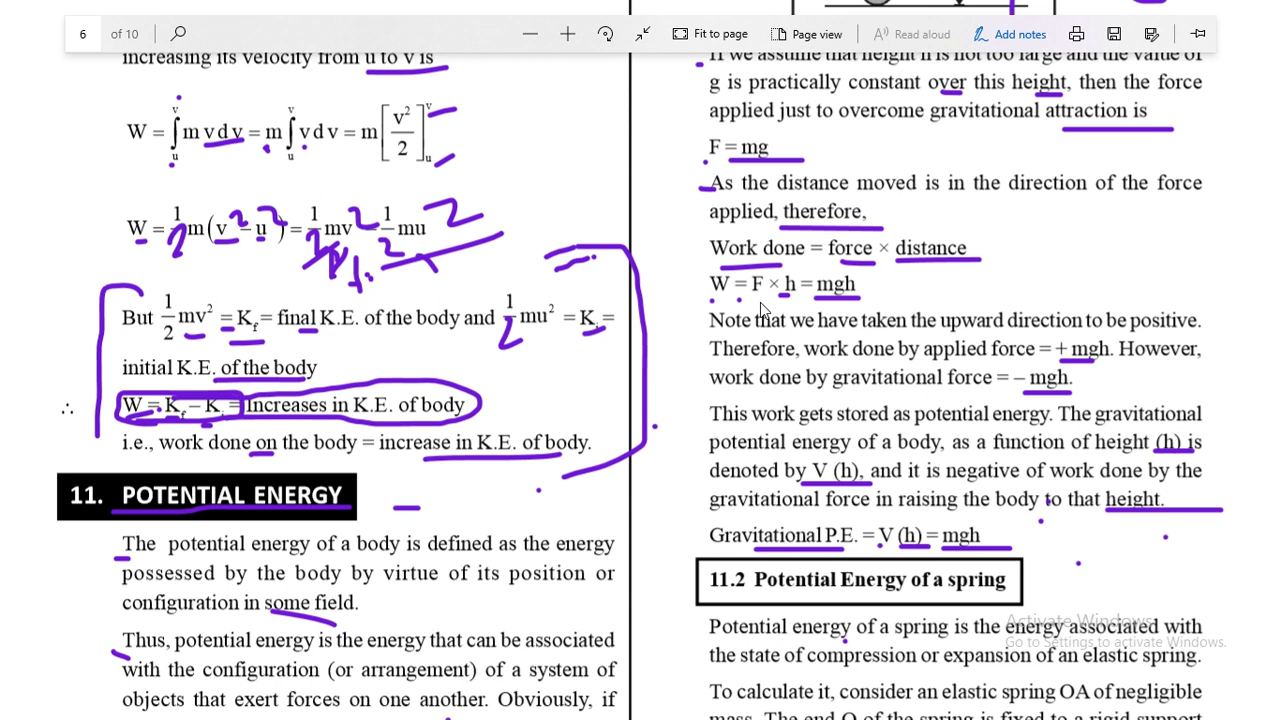 6 of 10 Fit to page Page view Read aloud Add notes
increasing its velocity from u to v is
W = ∫ᵤᵛ m v d v = m ∫ᵤᵛ v d v = m [v²/2]ᵤᵛ
W = 1/2 m(v² - u²) = 1/2 mv² - 1/2 mu²
But 1/2 mv² = K_f = final K.E. of the body and 1/2 mu² = K_i =
initial K.E. of the body
∴ W = K_f – K_i = Increases in K.E. of body
i.e., work done on the body = increase in K.E. of body.
11. POTENTIAL ENERGY
The potential energy of a body is defined as the energy
possessed by the body by virtue of its position or
configuration in some field.
Thus, potential energy is the energy that can be associated
with the configuration (or arrangement) of a system of
objects that exert forces on one another. Obviously, if
If we assume that height h is not too large and the value of
g is practically constant over this height, then the force
applied just to overcome gravitational attraction is
F = mg
As the distance moved is in the direction of the force
applied, therefore,
Work done = force × distance
W = F × h = mgh
Note that we have taken the upward direction to be positive.
Therefore, work done by applied force = + mgh. However,
work done by gravitational force = – mgh.
This work gets stored as potential energy. The gravitational
potential energy of a body, as a function of height (h) is
denoted by V (h), and it is negative of work done by the
gravitational force in raising the body to that height.
Gravitational P.E. = V (h) = mgh
11.2 Potential Energy of a spring
Activate Windows
Potential energy of a spring is the energy associated with
Go to Settings to activate Windows.
the state of compression or expansion of an elastic spring.
To calculate it, consider an elastic spring OA of negligible
mass. The end O of the spring is fixed to a rigid support